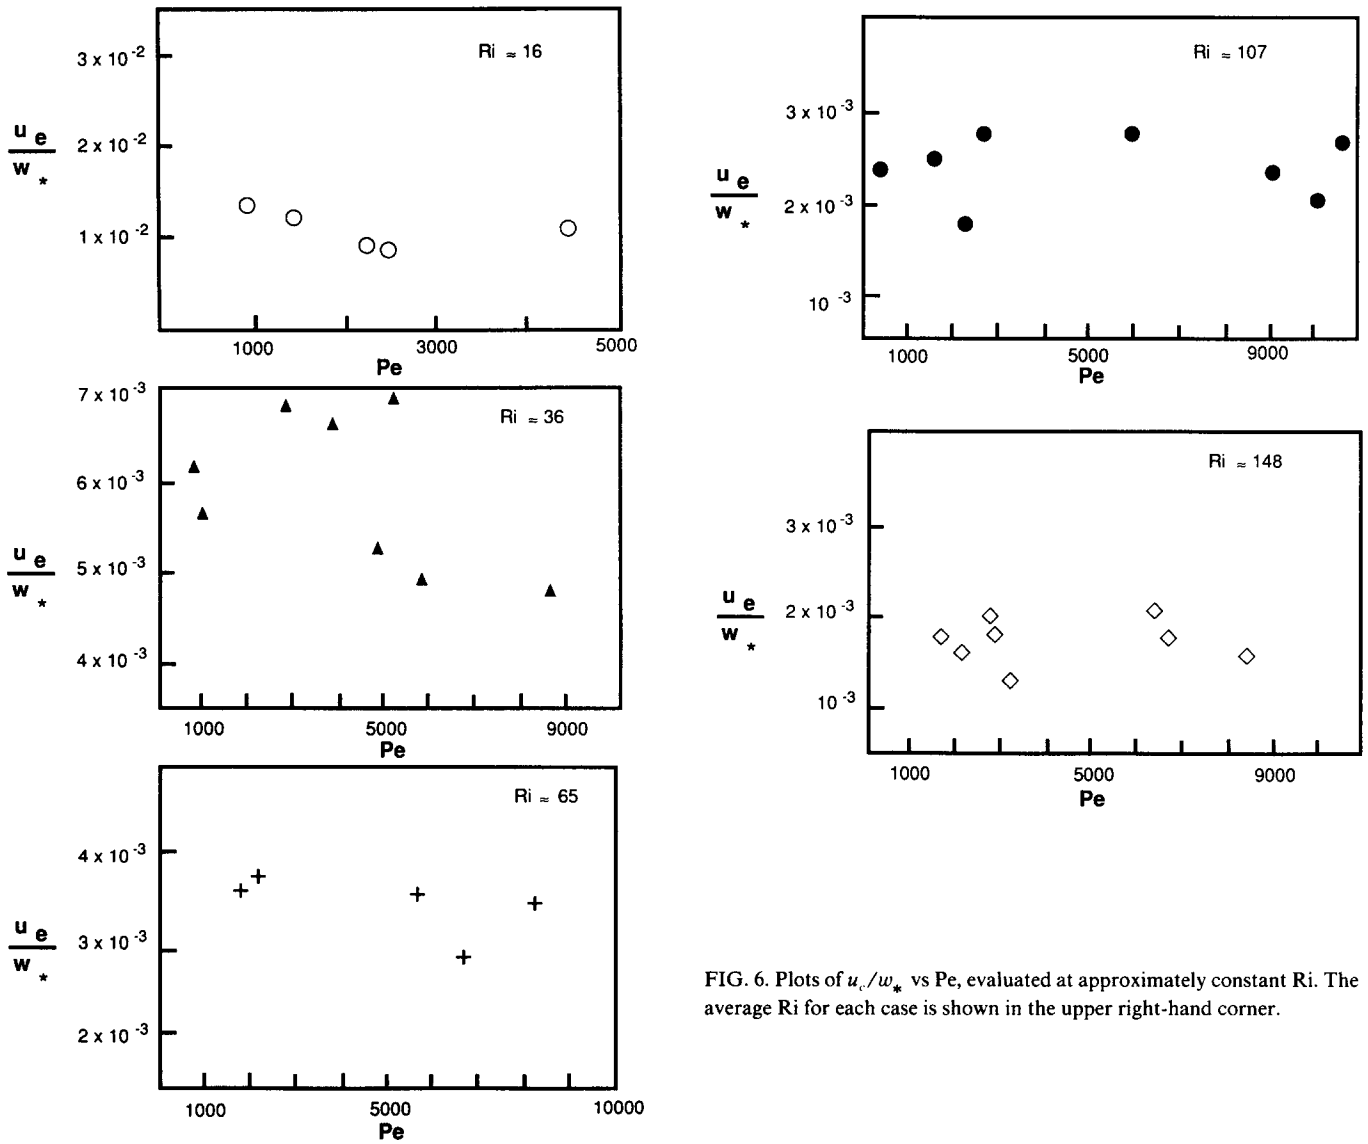 3 x 10 -2
Ri ≈ 16
u e
w *
2 x 10 -2
1 x 10 -2
1000 3000 5000
Pe
7 x 10 -3
Ri ≈ 36
6 x 10 -3
u e
w *
5 x 10 -3
4 x 10 -3
1000 5000 9000
Pe
Ri ≈ 65
4 x 10 -3
u e
w *
3 x 10 -3
2 x 10 -3
1000 5000 10000
Pe
Ri ≈ 107
3 x 10 -3
u e
w *
2 x 10 -3
10 -3
1000 5000 9000
Pe
Ri ≈ 148
3 x 10 -3
u e
w *
2 x 10 -3
10 -3
1000 5000 9000
Pe
FIG. 6. Plots of u_e/w_* vs Pe, evaluated at approximately constant Ri. The
average Ri for each case is shown in the upper right-hand corner.